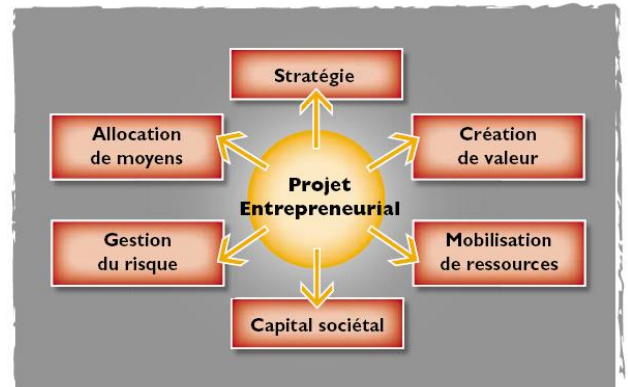 Stratégie
Allocation
de moyens
Création
de valeur
Projet
Entrepreneurial
Gestion
du risque
Mobilisation
de ressources
Capital sociétal